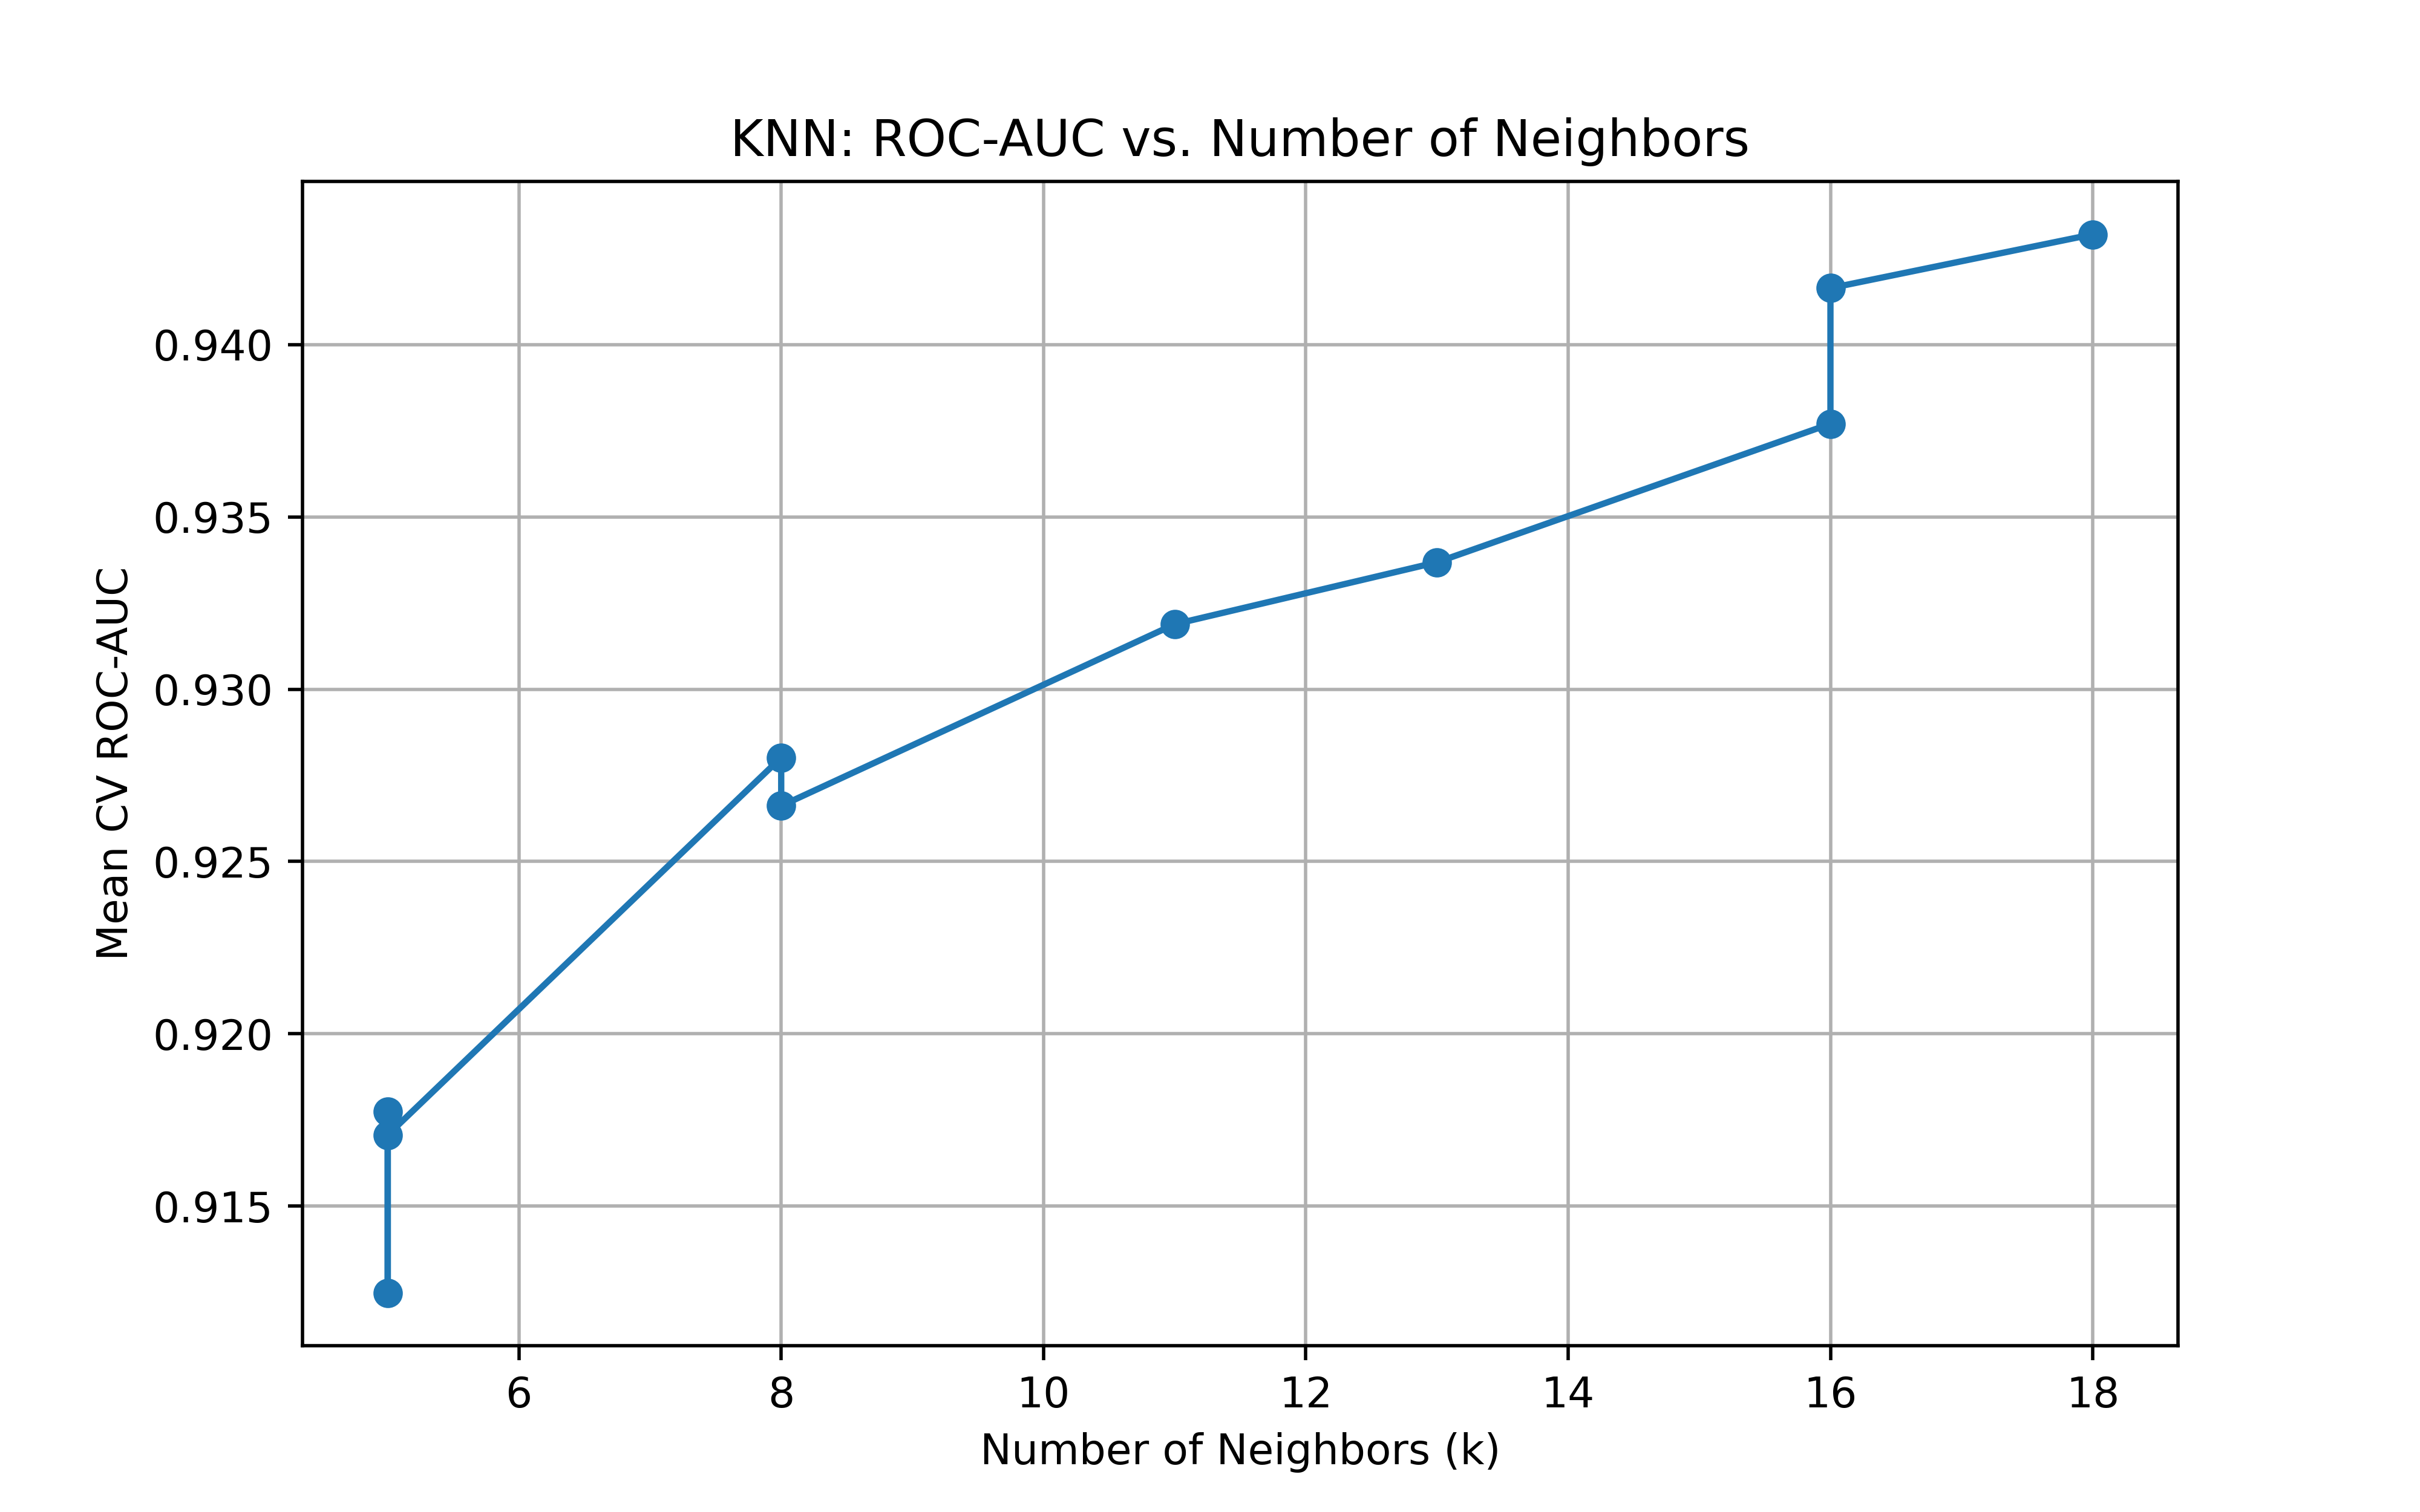 KNN: ROC-AUC vs. Number of Neighbors
Mean CV ROC-AUC
0.940
0.935
0.930
0.925
0.920
0.915
6 8 10 12 14 16 18
Number of Neighbors (k)